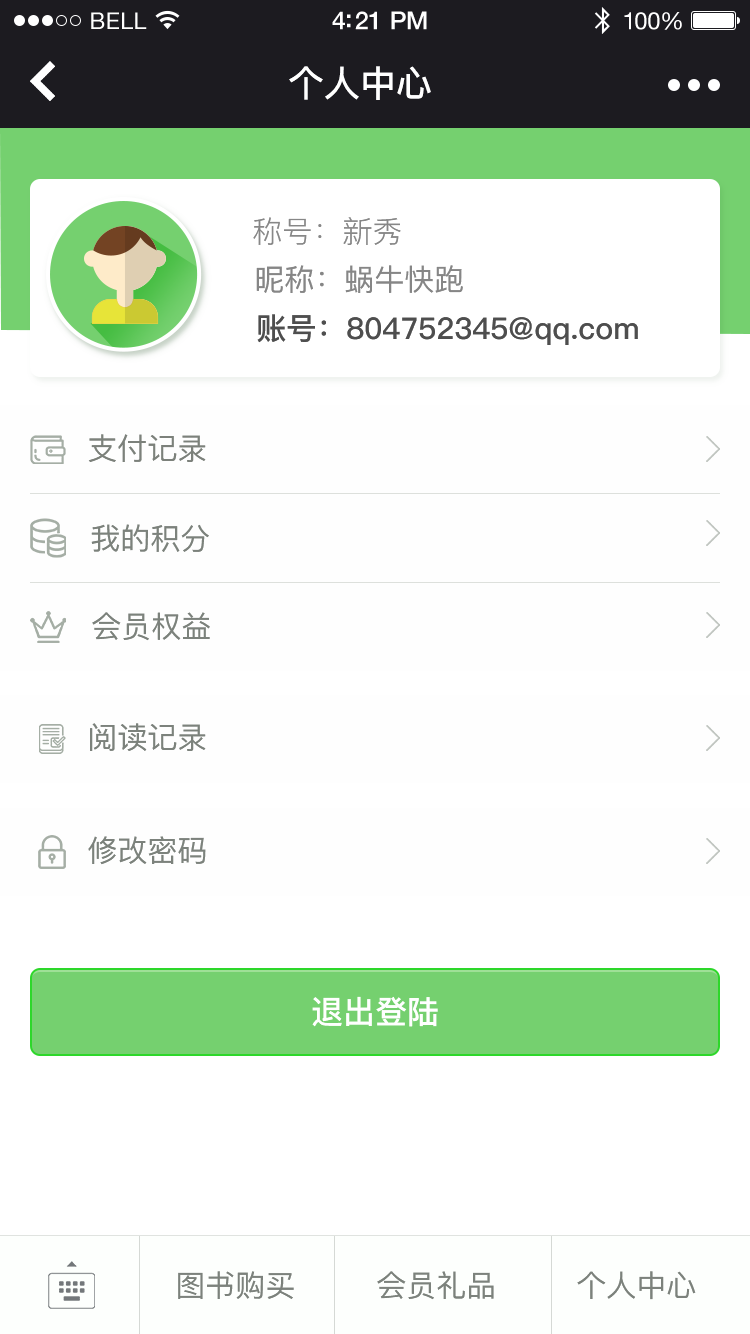 BELL 4:21 PM 100%
个人中心
称号：新秀
昵称：蜗牛快跑
账号：804752345@qq.com
支付记录
我的积分
会员权益
阅读记录
修改密码
退出登陆
图书购买 会员礼品 个人中心